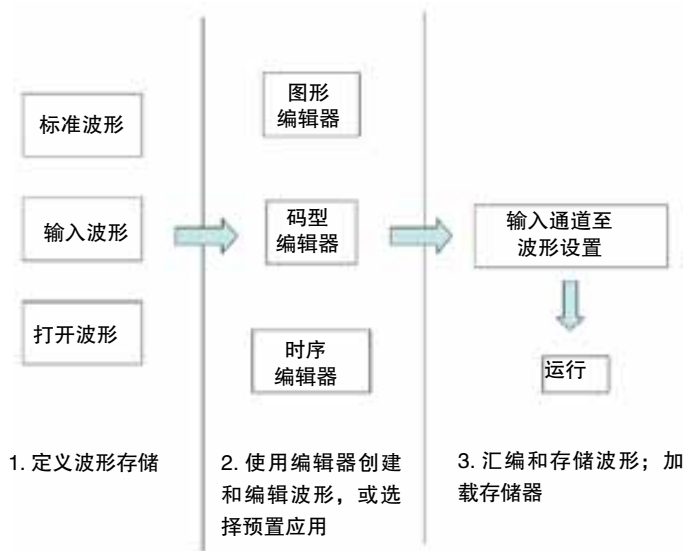 标准波形
输入波形
打开波形
1. 定义波形存储
图形
编辑器
码型
编辑器
时序
编辑器
2. 使用编辑器创建
和编辑波形，或选
择预置应用
输入通道至
波形设置
运行
3. 汇编和存储波形；加
载存储器